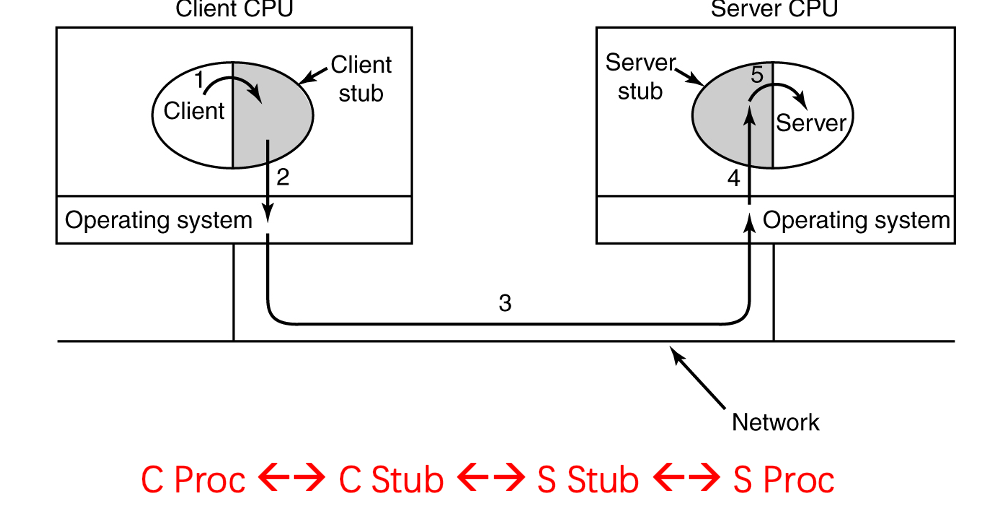 Client CPU
Server CPU
1
Client
Client
stub
2
Operating system
Server
stub
5
Server
4
Operating system
3
Network
C Proc ←→ C Stub ←→ S Stub ←→ S Proc